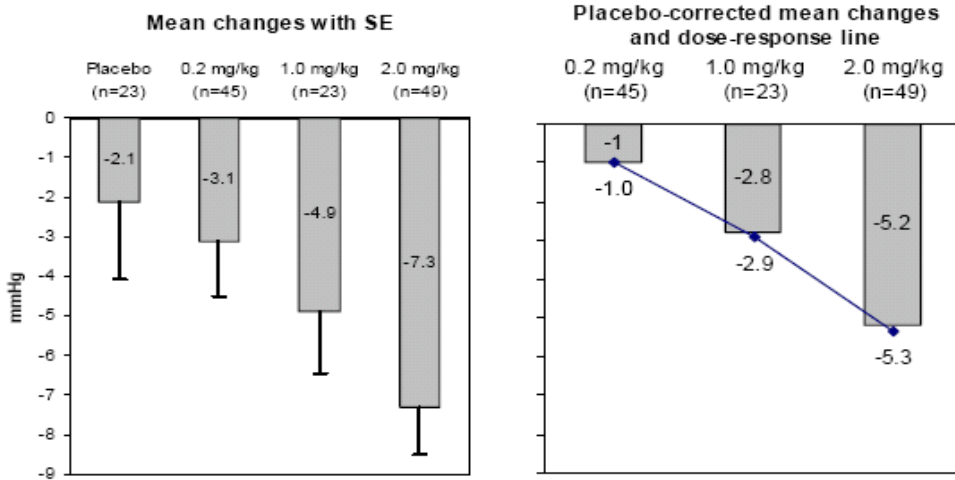 Mean changes with SE
Placebo 0.2 mg/kg 1.0 mg/kg 2.0 mg/kg
(n=23) (n=45) (n=23) (n=49)
mmHg
0
-1
-2
-3
-4
-5
-6
-7
-8
-9
-2.1
-3.1
-4.9
-7.3
Placebo-corrected mean changes
and dose-response line
0.2 mg/kg 1.0 mg/kg 2.0 mg/kg
(n=45) (n=23) (n=49)
-1
-1.0
-2.8
-2.9
-5.2
-5.3